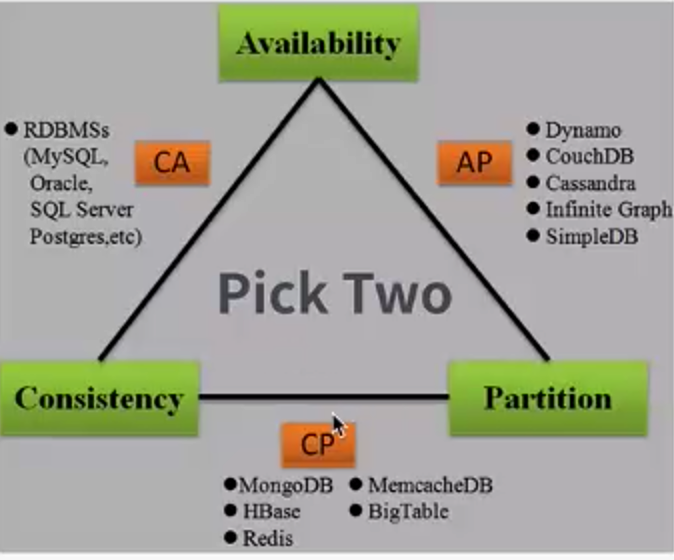 Availability
● RDBMSs
(MySQL,
Oracle,
SQL Server
Postgres,etc)
CA
AP
● Dynamo
● CouchDB
● Cassandra
● Infinite Graph
● SimpleDB
Pick Two
Consistency
Partition
CP
●MongoDB ● MemcacheDB
● HBase ● BigTable
● Redis